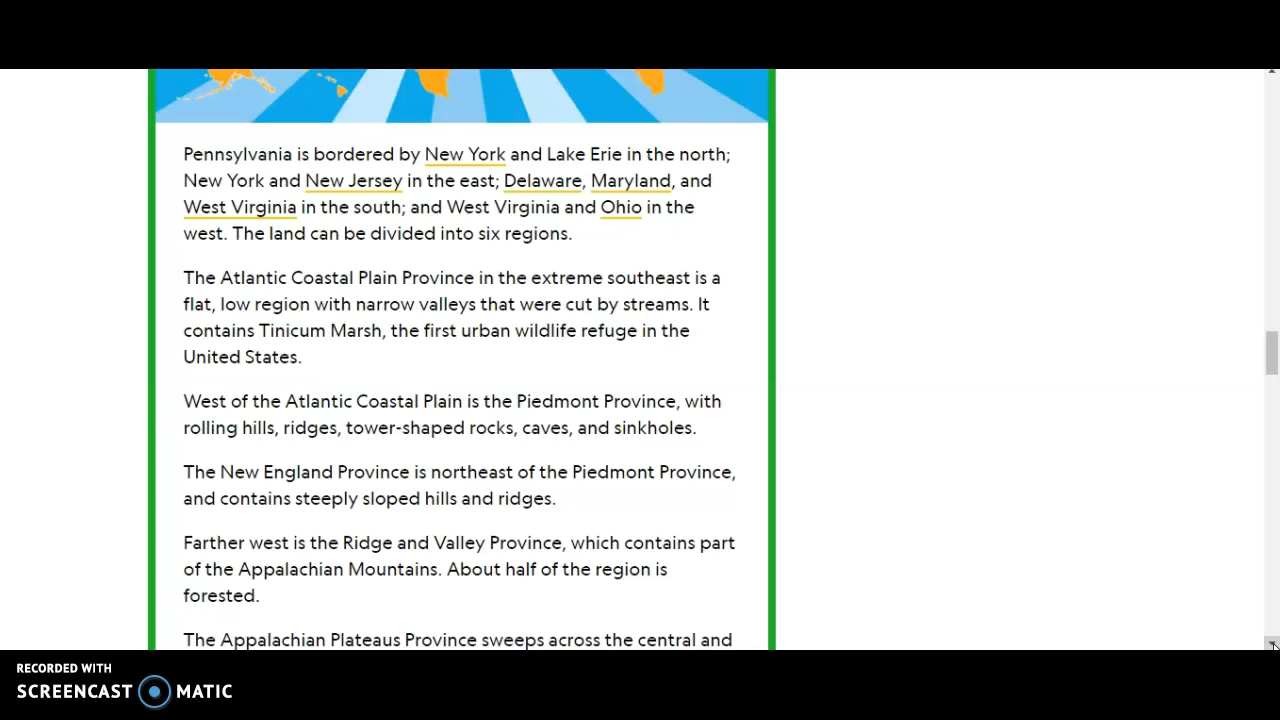 Pennsylvania is bordered by New York and Lake Erie in the north;
New York and New Jersey in the east; Delaware, Maryland, and
West Virginia in the south; and West Virginia and Ohio in the
west. The land can be divided into six regions.
The Atlantic Coastal Plain Province in the extreme southeast is a
flat, low region with narrow valleys that were cut by streams. It
contains Tinicum Marsh, the first urban wildlife refuge in the
United States.
West of the Atlantic Coastal Plain is the Piedmont Province, with
rolling hills, ridges, tower-shaped rocks, caves, and sinkholes.
The New England Province is northeast of the Piedmont Province,
and contains steeply sloped hills and ridges.
Farther west is the Ridge and Valley Province, which contains part
of the Appalachian Mountains. About half of the region is
forested.
The Appalachian Plateaus Province sweeps across the central and
RECORDED WITH
SCREENCAST MATIC